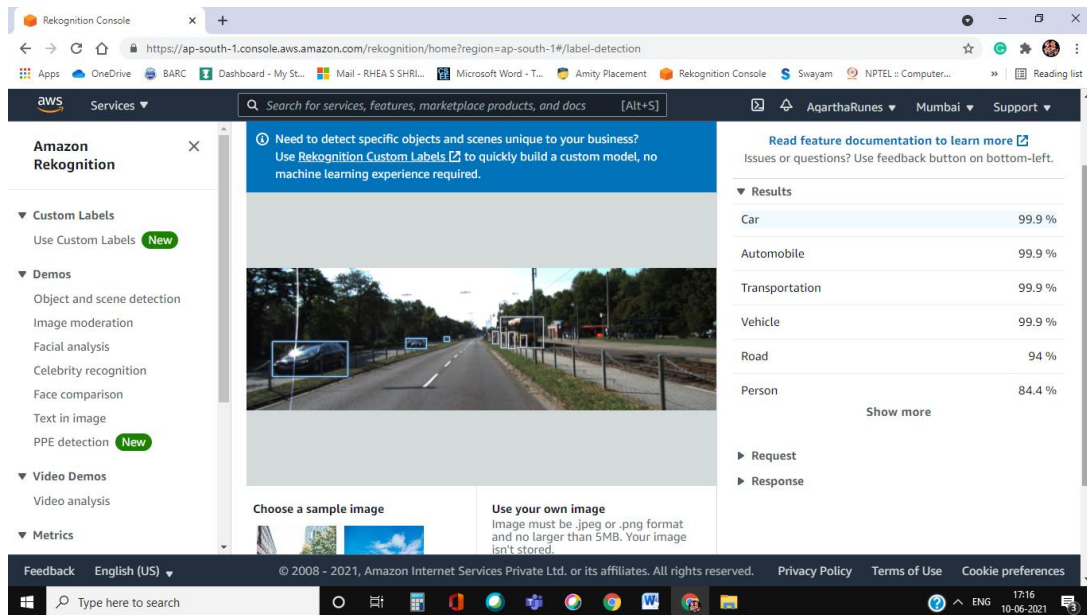 Rekognition Console
https://ap-south-1.console.aws.amazon.com/rekognition/home?region=ap-south-1#/label-detection
Apps OneDrive BARC Dashboard - My St... Mail - RHEA S SHRI... Microsoft Word - T... Amity Placement Rekognition Console Swayam NPTEL :: Computer... » Reading list
aws Services Search for services, features, marketplace products, and docs [Alt+S] AgarthaRunes Mumbai Support
Amazon
Rekognition
Custom Labels
Use Custom Labels New
Demos
Object and scene detection
Image moderation
Facial analysis
Celebrity recognition
Face comparison
Text in image
PPE detection New
Video Demos
Video analysis
Metrics
Need to detect specific objects and scenes unique to your business?
Use Rekognition Custom Labels to quickly build a custom model, no
machine learning experience required.
Choose a sample image
Use your own image
Image must be .jpeg or .png format
and no larger than 5MB. Your image
isn't stored.
Read feature documentation to learn more
Issues or questions? Use feedback button on bottom-left.
Results
Car 99.9 %
Automobile 99.9 %
Transportation 99.9 %
Vehicle 99.9 %
Road 94 %
Person 84.4 %
Show more
Request
Response
Feedback English (US) © 2008 - 2021, Amazon Internet Services Private Ltd. or its affiliates. All rights reserved. Privacy Policy Terms of Use Cookie preferences
Type here to search ENG 17:16
10-06-2021